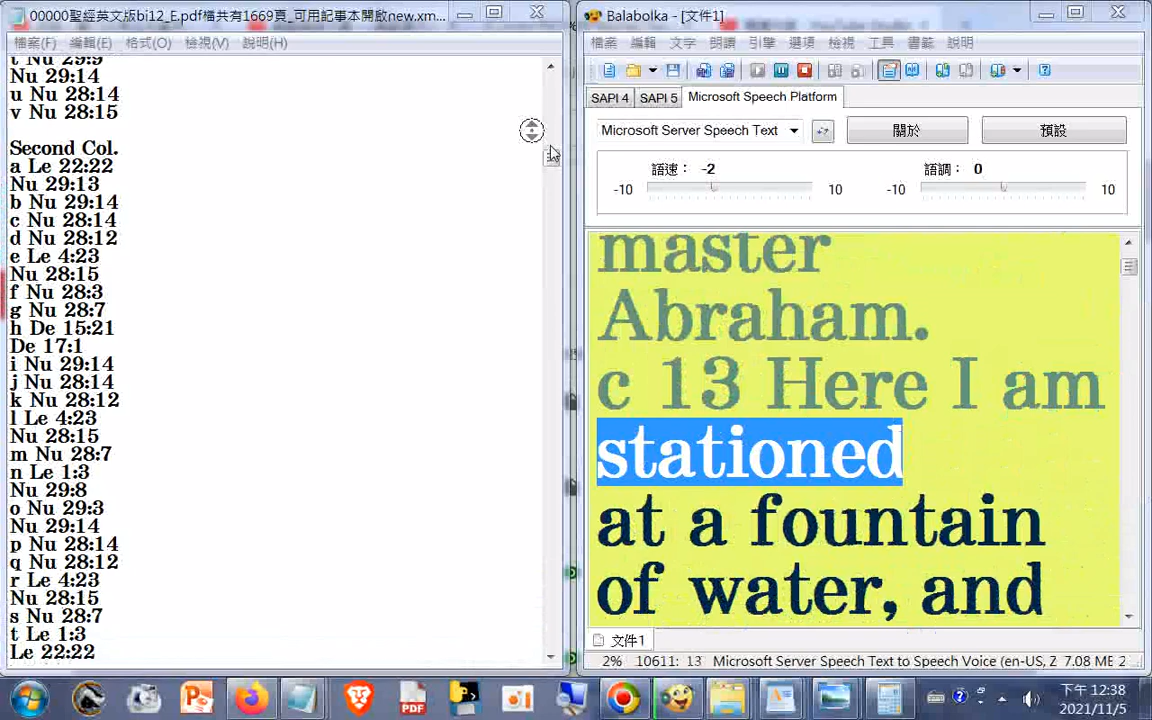 00000聖經英文版bi12_E.pdf檔共有1669頁_可用記事本開啟new.xm...
檔案(F) 編輯(E) 格式(O) 檢視(V) 說明(H)
t Nu 29:9
Nu 29:14
u Nu 28:14
v Nu 28:15
Second Col.
a Le 22:22
Nu 29:13
b Nu 29:14
c Nu 28:14
d Nu 28:12
e Le 4:23
Nu 28:15
f Nu 28:3
g Nu 28:7
h De 15:21
De 17:1
i Nu 29:14
j Nu 28:14
k Nu 28:12
l Le 4:23
Nu 28:15
m Nu 28:7
n Le 1:3
Nu 29:8
o Nu 29:3
Nu 29:14
p Nu 28:14
q Nu 28:12
r Le 4:23
Nu 28:15
s Nu 28:7
t Le 1:3
Le 22:22
Balabolka - [文件1]
檔案 編輯 文字 朗讀 引擎 選項 檢視 工具 書籤 說明
SAPI 4 SAPI 5 Microsoft Speech Platform
Microsoft Server Speech Text 關於 預設
語速： -2 語調： 0
-10 10 -10 10
master
Abraham.
c 13 Here I am
stationed
at a fountain
of water, and
文件1
2% 10611: 13 Microsoft Server Speech Text to Speech Voice (en-US, Z 7.08 MB 2
PDF
下午 12:38
2021/11/5